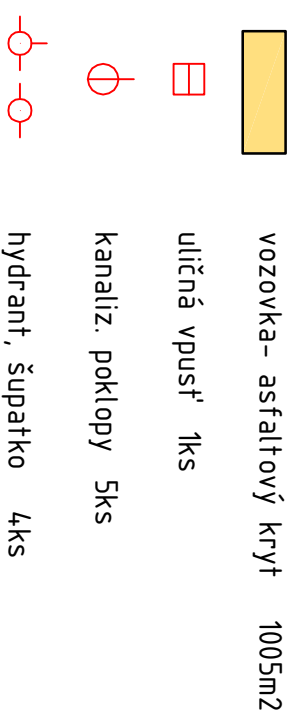 vozovka- asfaltový kryt 1005m2
uličná vpusť 1ks
kanaliz. poklopy 5ks
hydrant, šupatko 4ks